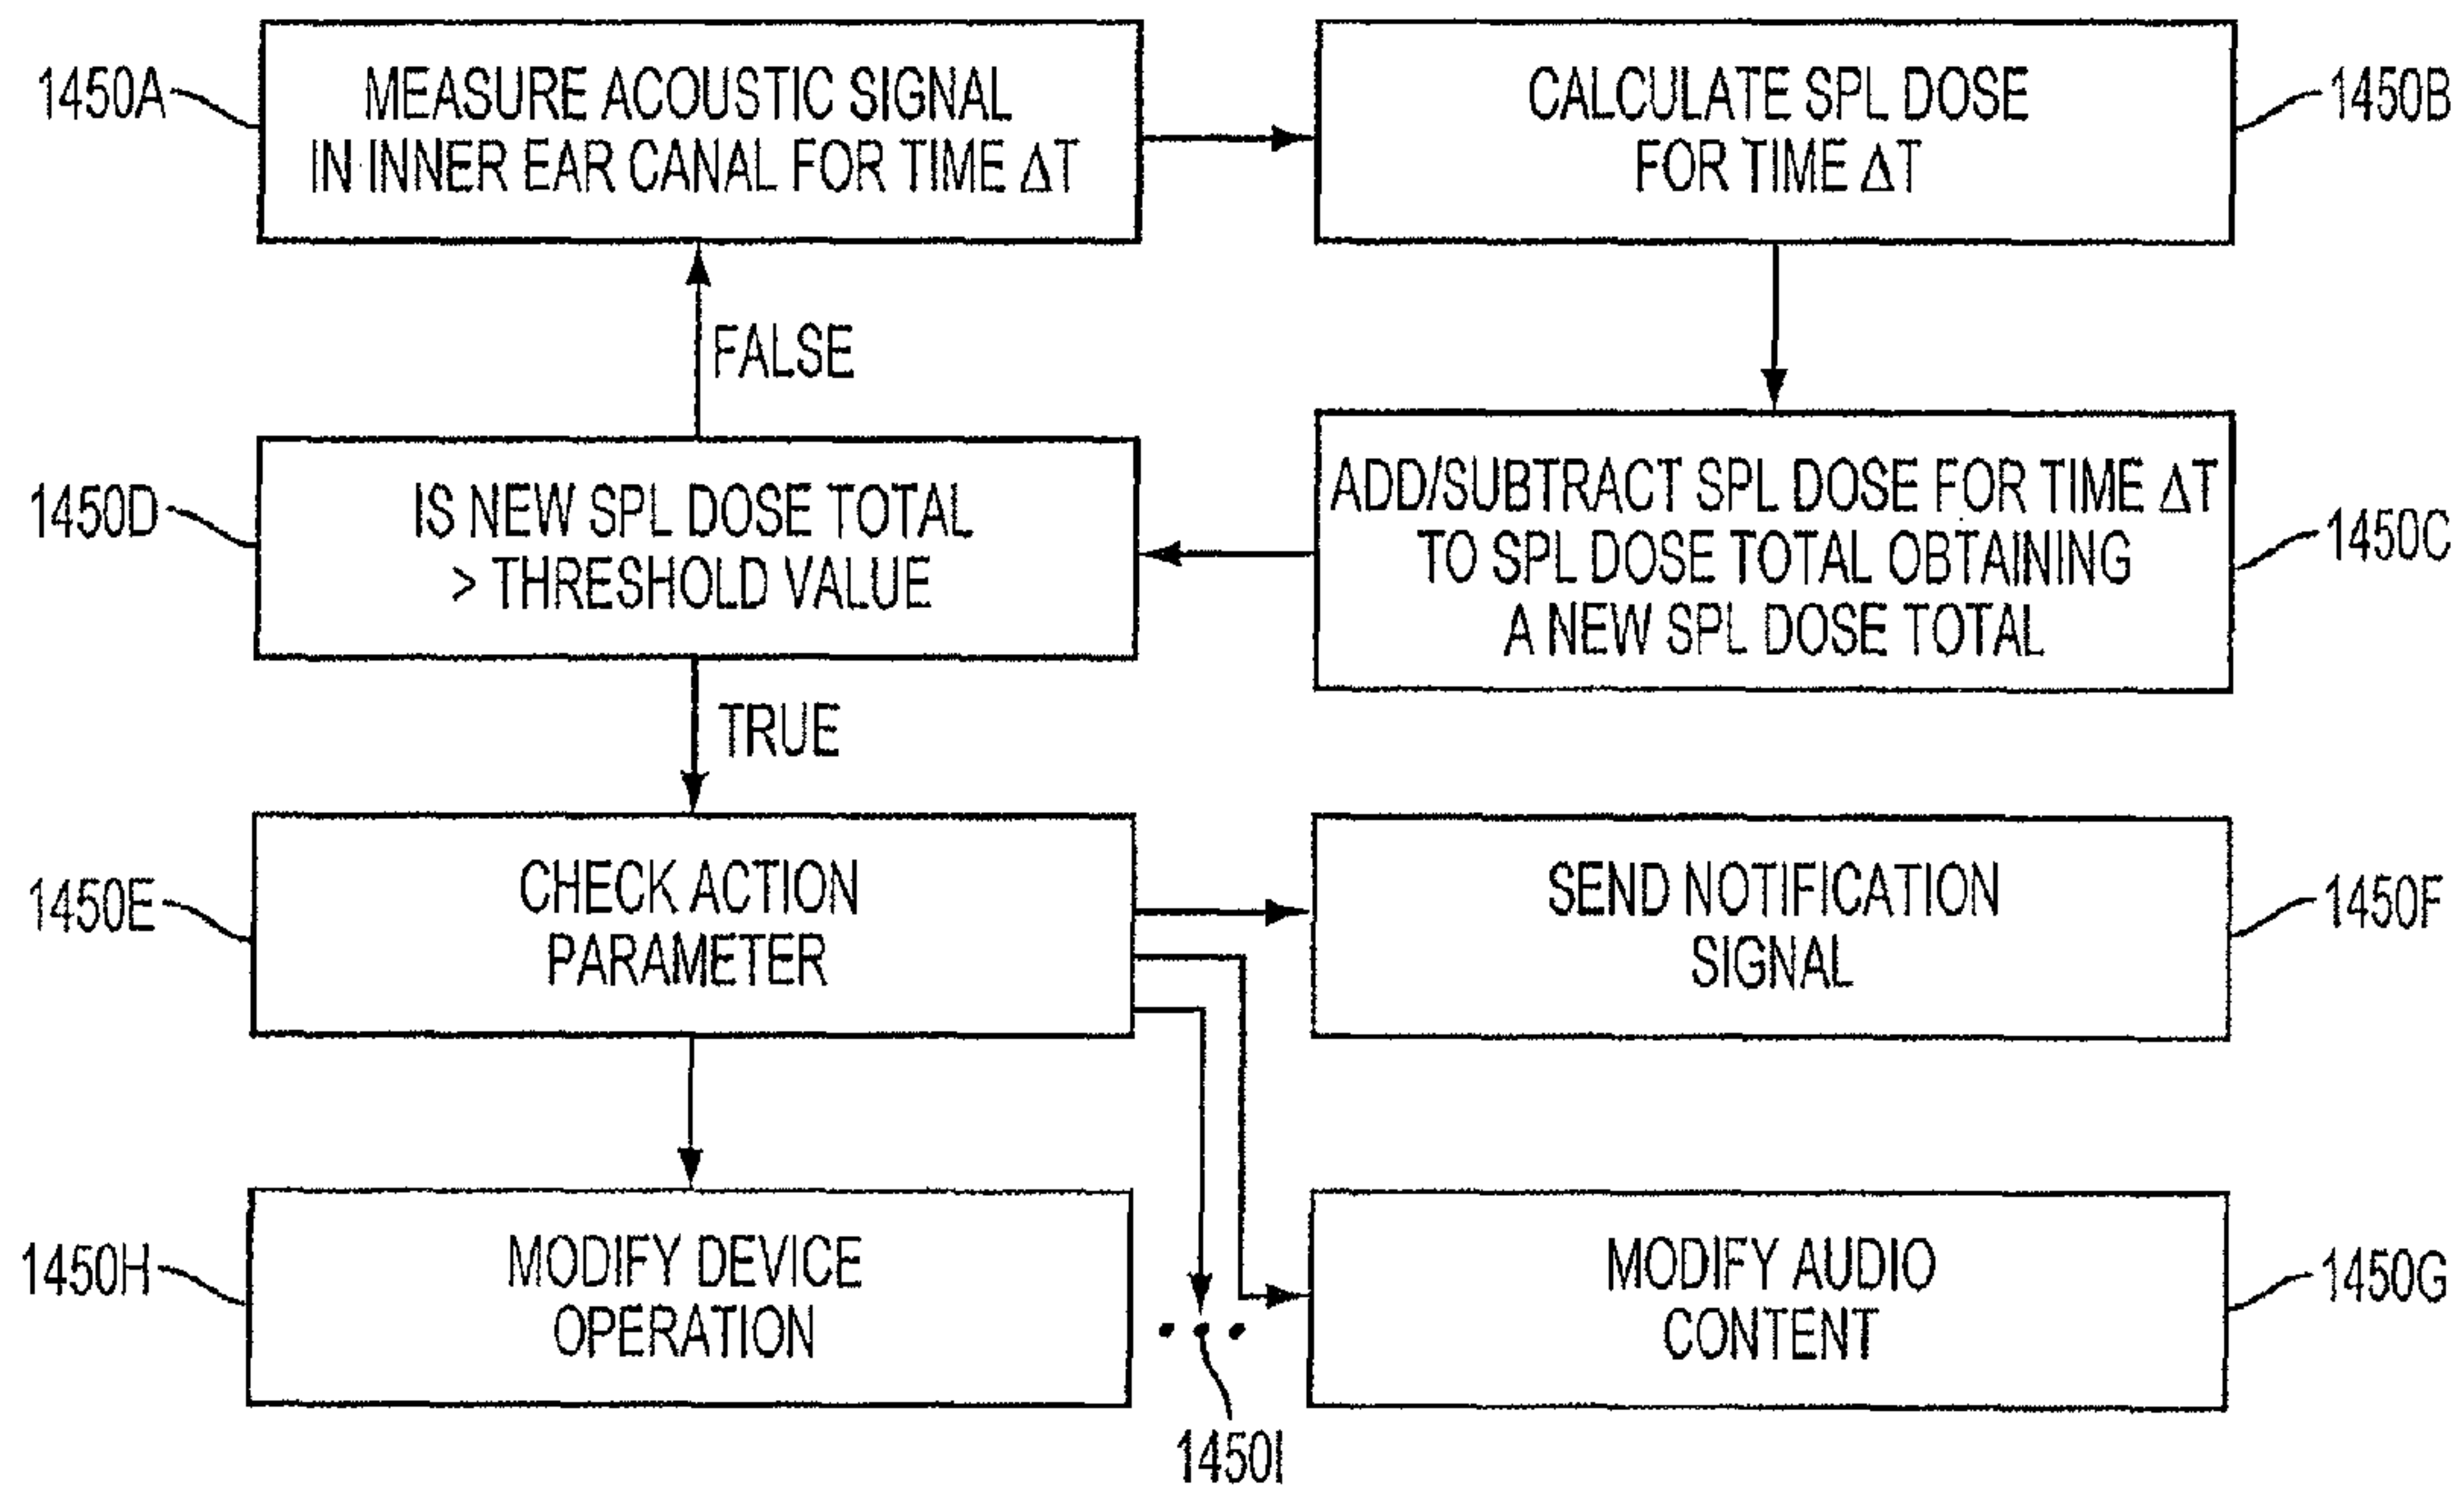 1450A
MEASURE ACOUSTIC SIGNAL
IN INNER EAR CANAL FOR TIME ΔT
CALCULATE SPL DOSE
FOR TIME ΔT
1450B
FALSE
1450D
IS NEW SPL DOSE TOTAL
> THRESHOLD VALUE
ADD/SUBTRACT SPL DOSE FOR TIME ΔT
TO SPL DOSE TOTAL OBTAINING
A NEW SPL DOSE TOTAL
1450C
TRUE
1450E
CHECK ACTION
PARAMETER
SEND NOTIFICATION
SIGNAL
1450F
1450H
MODIFY DEVICE
OPERATION
MODIFY AUDIO
CONTENT
1450G
1450I